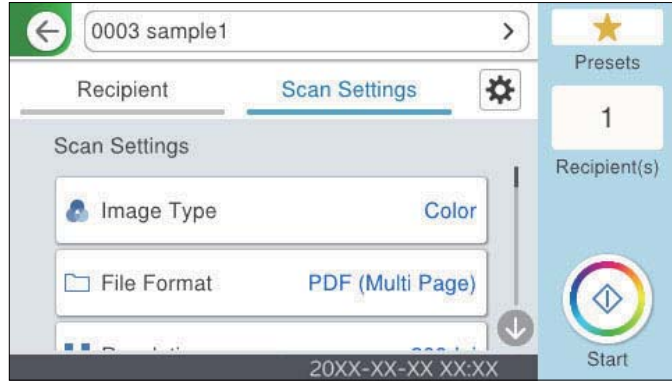 0003 sample1
Presets
Recipient
Scan Settings
1
Recipient(s)
Scan Settings
Image Type
Color
File Format
PDF (Multi Page)
Start
20XX-XX-XX XX:XX